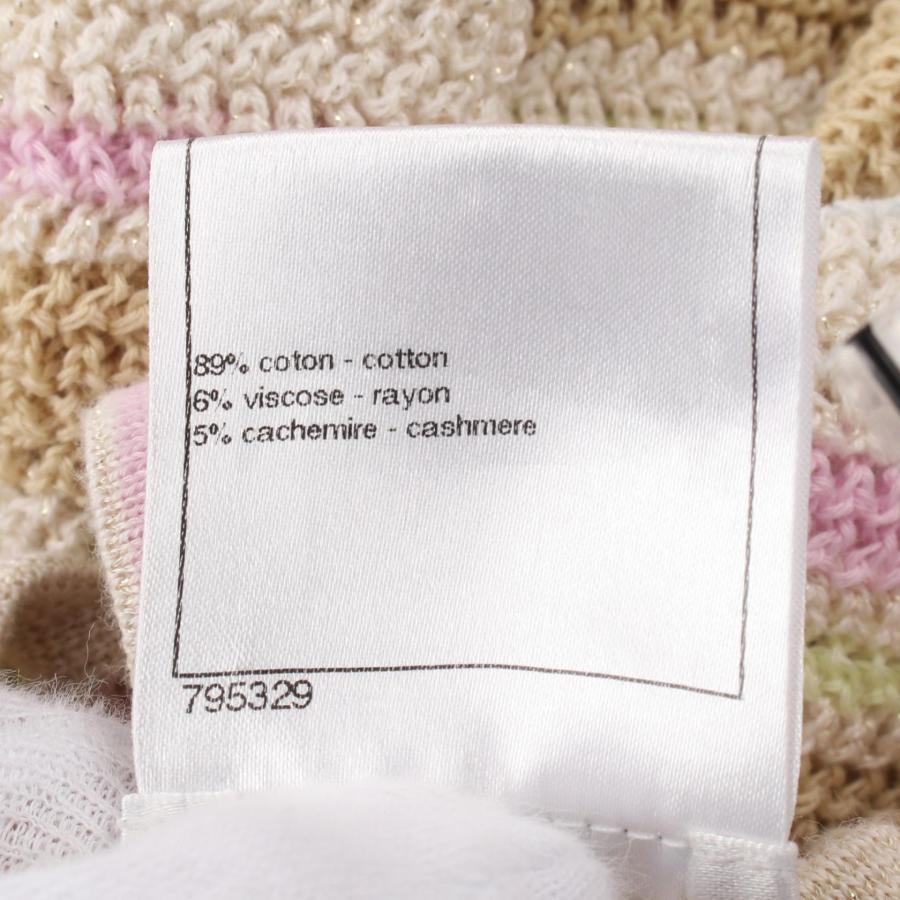 89% coton - cotton
6% viscose - rayon
5% cachemire - cashmere
795329